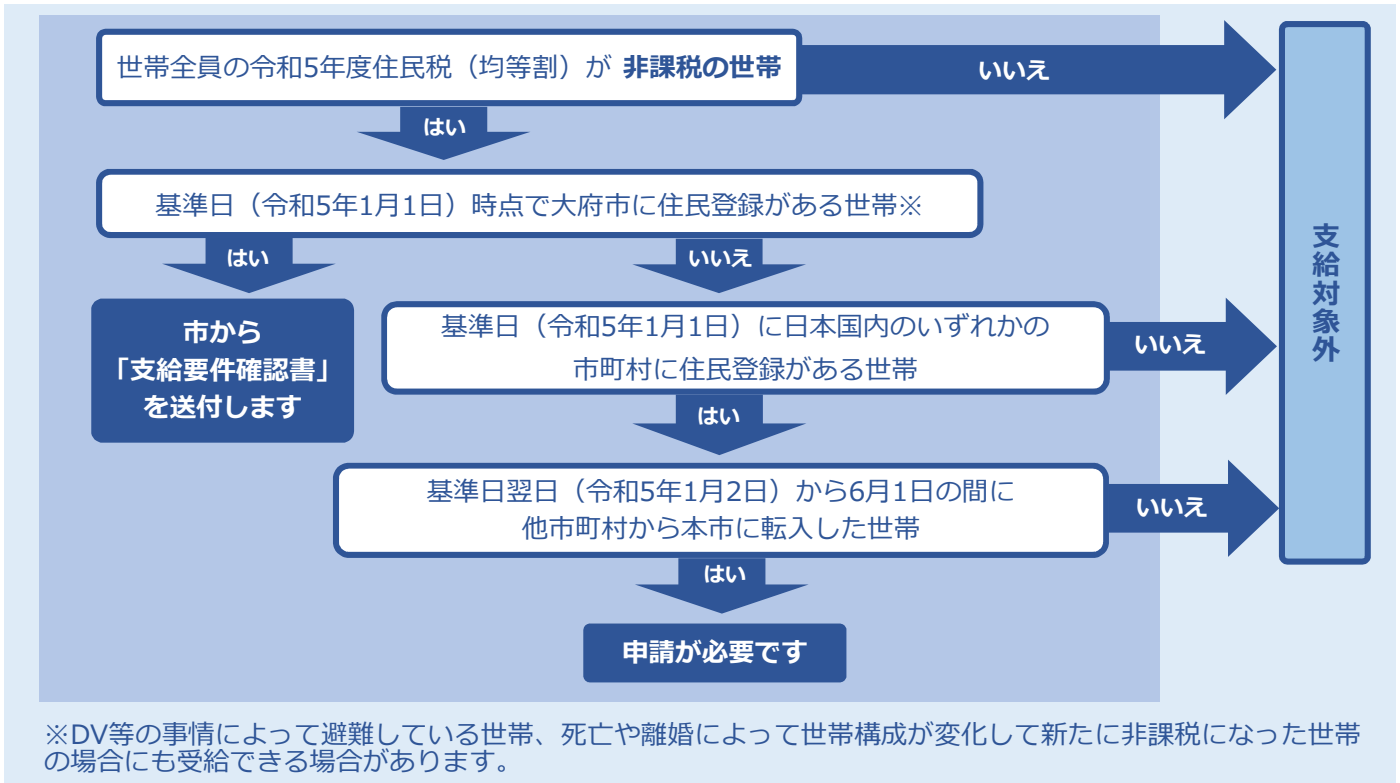 世帯全員の令和5年度住民税（均等割）が 非課税の世帯
いいえ
はい
基準日（令和5年1月1日）時点で大府市に住民登録がある世帯※
はい
いいえ
市から
「支給要件確認書」
を送付します
基準日（令和5年1月1日）に日本国内のいずれかの
市町村に住民登録がある世帯
いいえ
はい
基準日翌日（令和5年1月2日）から6月1日の間に
他市町村から本市に転入した世帯
いいえ
はい
申請が必要です
支給対象外
※DV等の事情によって避難している世帯、死亡や離婚によって世帯構成が変化して新たに非課税になった世帯
の場合にも受給できる場合があります。